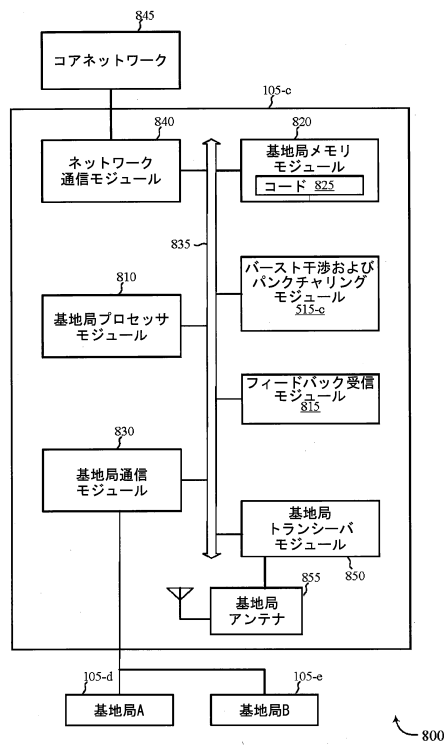 845
コアネットワーク
105-c
840
ネットワーク
通信モジュール
820
基地局メモリ
モジュール
コード 825
835
バースト干渉および
パンクチャリング
モジュール
515-c
810
基地局プロセッサ
モジュール
フィードバック受信
モジュール
815
830
基地局通信
モジュール
基地局
トランシーバ
モジュール
850
855
基地局
アンテナ
105-d
基地局A
105-e
基地局B
800